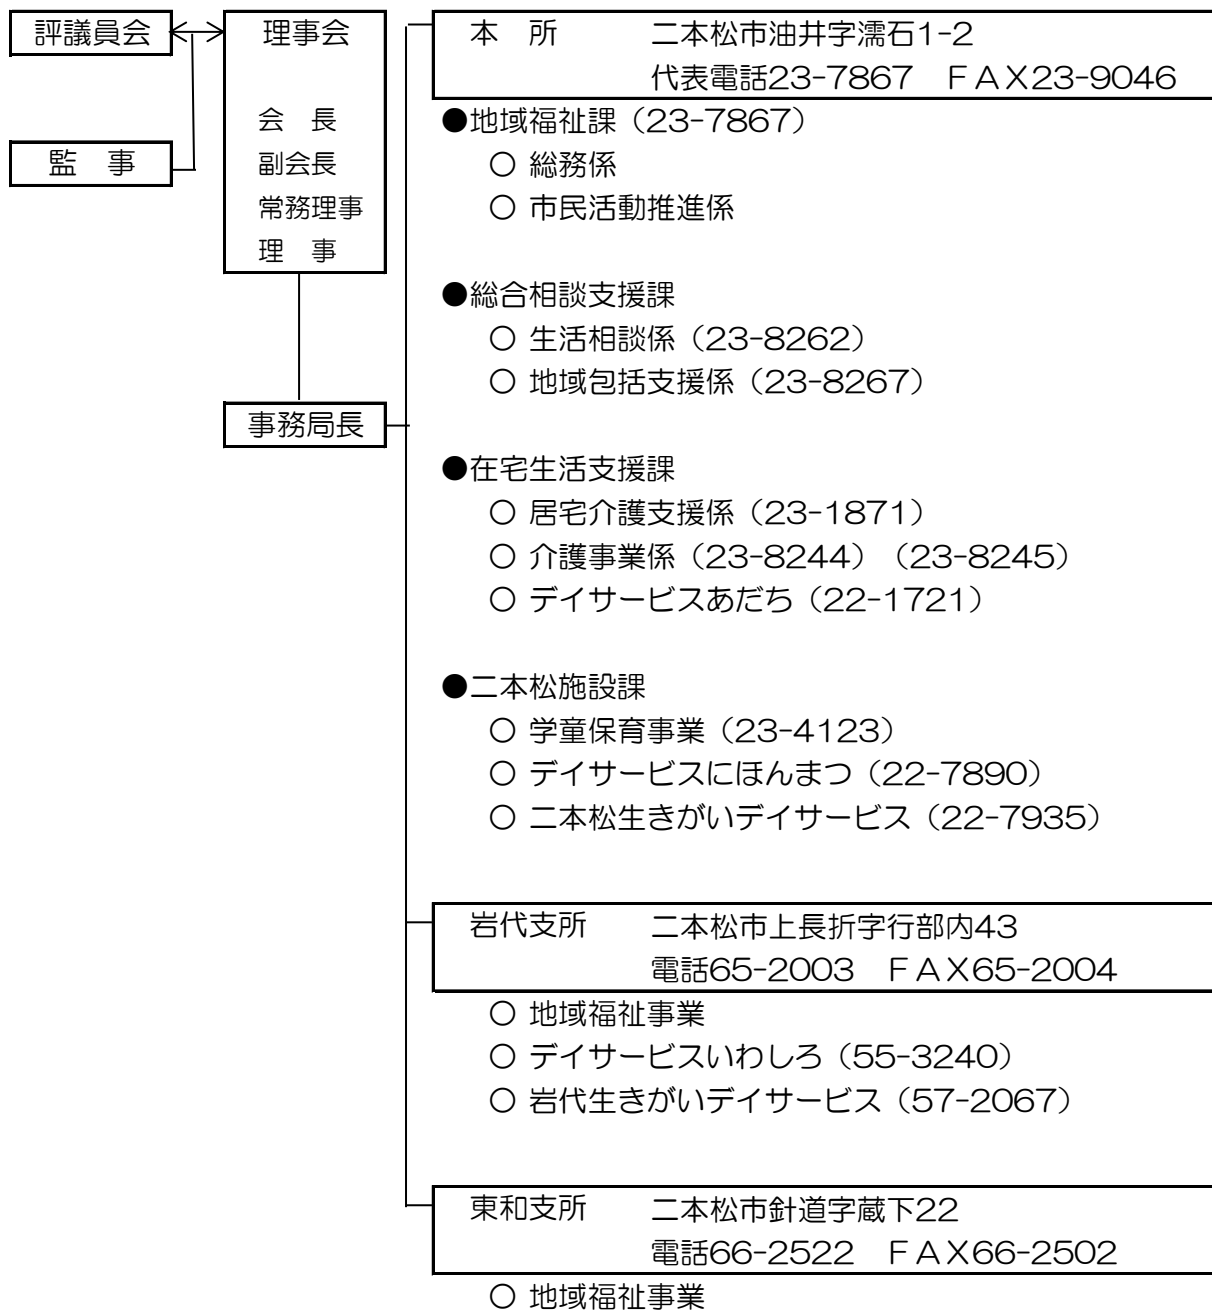 評議員会
監　事
理事会
会　長
副会長
常務理事
理　事
事務局長
本　所　　二本松市油井字濡石1-2
代表電話23-7867　ＦＡＸ23-9046
●地域福祉課（23-7867）
○ 総務係
○ 市民活動推進係
●総合相談支援課
○ 生活相談係（23-8262）
○ 地域包括支援係（23-8267）
●在宅生活支援課
○ 居宅介護支援係（23-1871）
○ 介護事業係（23-8244）（23-8245）
○ デイサービスあだち（22-1721）
●二本松施設課
○ 学童保育事業（23-4123）
○ デイサービスにほんまつ（22-7890）
○ 二本松生きがいデイサービス（22-7935）
岩代支所　　二本松市上長折字行部内43
電話65-2003　ＦＡＸ65-2004
○ 地域福祉事業
○ デイサービスいわしろ（55-3240）
○ 岩代生きがいデイサービス（57-2067）
東和支所　　二本松市針道字蔵下22
電話66-2522　ＦＡＸ66-2502
○ 地域福祉事業